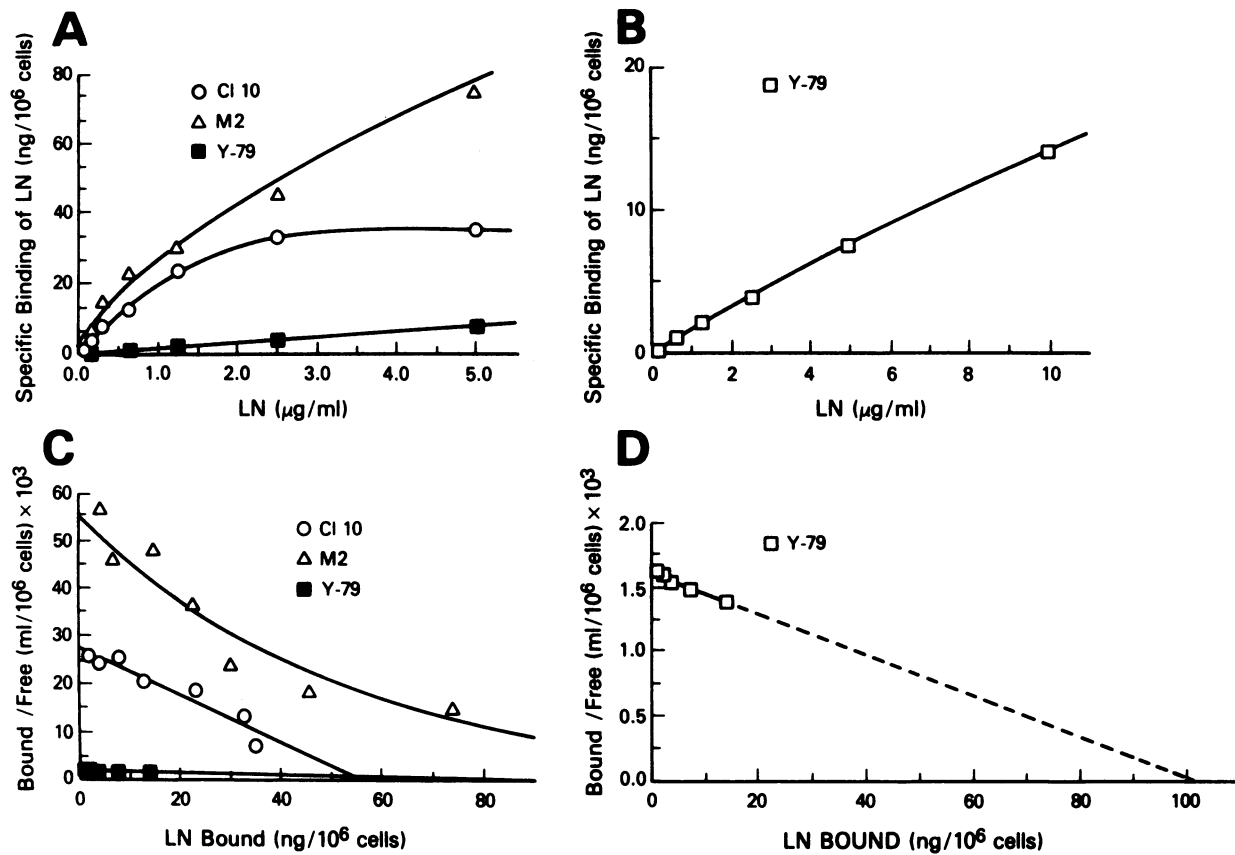 A
Specific Binding of LN (ng/10⁶ cells)
80
60
40
20
0
Cl 10
M2
Y-79
0.0
1.0
2.0
3.0
4.0
5.0
LN (μg/ml)
B
Specific Binding of LN (ng/10⁶ cells)
20
10
0
Y-79
0
2
4
6
8
10
LN (μg/ml)
C
Bound/Free (ml/10⁶ cells) × 10³
60
50
40
30
20
10
0
Cl 10
M2
Y-79
0
20
40
60
80
LN Bound (ng/10⁶ cells)
D
Bound/Free (ml/10⁶ cells) × 10³
2.0
1.5
1.0
0.5
0.0
Y-79
0
20
40
60
80
100
LN BOUND (ng/10⁶ cells)